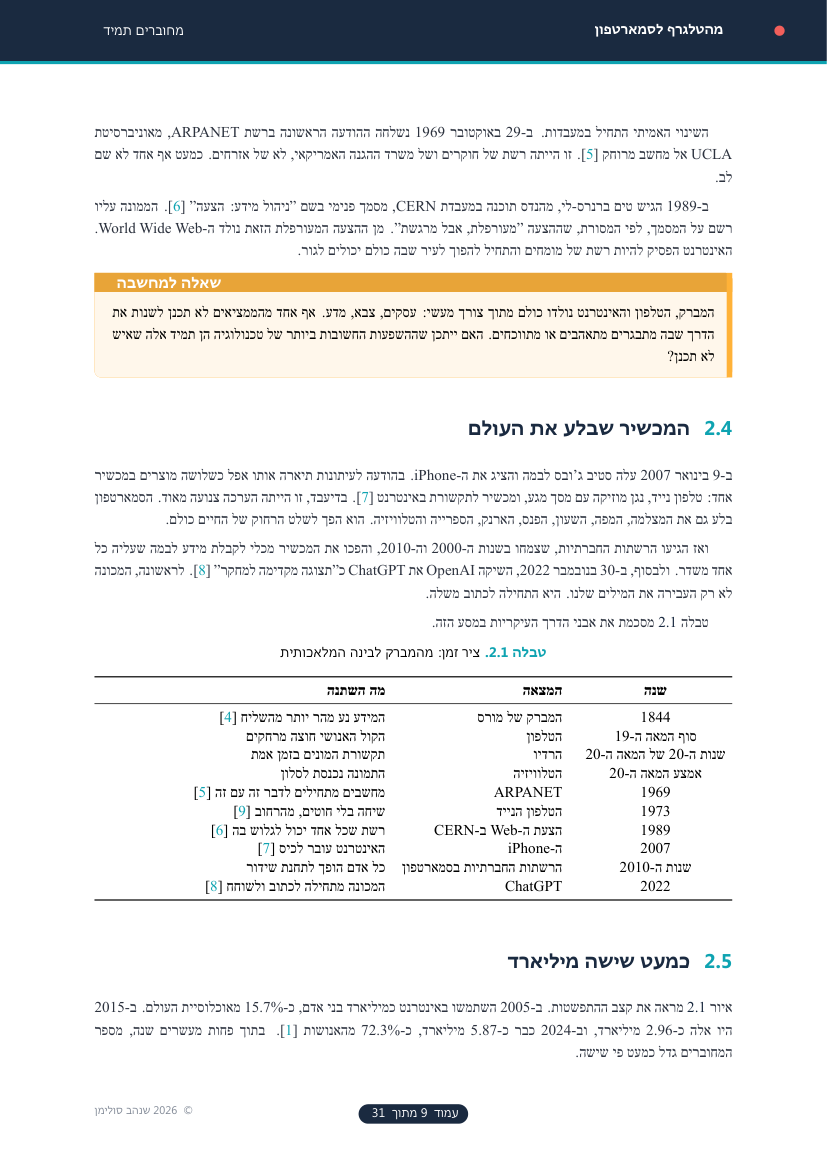 מהטלגרף לסמארטפון
מחוברים תמיד
השינוי האמיתי התחיל במעבדות. ב-29 באוקטובר 1969 נשלחה ההודעה הראשונה ברשת ARPANET, מאוניברסיטת
UCLA אל מחשב מרוחק [5]. זו הייתה רשת של חוקרים ושל משרד ההגנה האמריקאי, לא של אזרחים. כמעט אף אחד לא שם
לב.
ב-1989 הגיש טים ברנרס-לי, מהנדס תוכנה במעבדת CERN, מסמך פנימי בשם ”ניהול מידע: הצעה” [6]. הממונה עליו
רשם על המסמך, לפי המסורת, שההצעה ”מעורפלת, אבל מרגשת”. מן ההצעה המעורפלת הזאת נולד ה-World Wide Web.
האינטרנט הפסיק להיות רשת של מומחים והתחיל להפוך לעיר שבה כולם יכולים לגור.
שאלה למחשבה
המברק, הטלפון והאינטרנט נולדו כולם מתוך צורך מעשי: עסקים, צבא, מדע. אף אחד מהממציאים לא תכנן לשנות את
הדרך שבה מתבגרים מתאהבים או מתווכחים. האם ייתכן שההשפעות החשובות ביותר של טכנולוגיה הן תמיד אלה שאיש
לא תכנן?
2.4 המכשיר שבלע את העולם
ב-9 בינואר 2007 עלה סטיב ג’ובס לבמה והציג את ה-iPhone. בהודעה לעיתונות תיארה אותו אפל כשלושה מוצרים במכשיר
אחד: טלפון נייד, נגן מוזיקה עם מסך מגע, ומכשיר לתקשורת באינטרנט [7]. בדיעבד, זו הייתה הערכה צנועה מאוד. הסמארטפון
בלע גם את המצלמה, המפה, השעון, הפנס, הארנק, הספרייה והטלוויזיה. הוא הפך לשלט הרחוק של החיים כולם.
ואז הגיעו הרשתות החברתיות, שצמחו בשנות ה-2000 וה-2010, והפכו את המכשיר מכלי לקבלת מידע לבמה שעליה כל
אחד משדר. ולבסוף, ב-30 בנובמבר 2022, השיקה OpenAI את ChatGPT כ”תצוגה מקדימה למחקר” [8]. לראשונה, המכונה
לא רק העבירה את המילים שלנו. היא התחילה לכתוב משלה.
טבלה 2.1 מסכמת את אבני הדרך העיקריות במסע הזה.
טבלה 2.1. ציר זמן: מהמברק לבינה המלאכותית
שנה המצאה מה השתנה
1844 המברק של מורס המידע נע מהר יותר מהשליח [4]
סוף המאה ה-19 הטלפון הקול האנושי חוצה מרחקים
שנות ה-20 של המאה ה-20 הרדיו תקשורת המונים בזמן אמת
אמצע המאה ה-20 הטלוויזיה התמונה נכנסת לסלון
1969 ARPANET מחשבים מתחילים לדבר זה עם זה [5]
1973 הטלפון הנייד שיחה בלי חוטים, מהרחוב [9]
1989 הצעת ה-Web ב-CERN רשת שכל אחד יכול לגלוש בה [6]
2007 ה-iPhone האינטרנט עובר לכיס [7]
שנות ה-2010 הרשתות החברתיות בסמארטפון כל אדם הופך לתחנת שידור
2022 ChatGPT המכונה מתחילה לכתוב ולשוחח [8]
2.5 כמעט שישה מיליארד
איור 2.1 מראה את קצב ההתפשטות. ב-2005 השתמשו באינטרנט כמיליארד בני אדם, כ-15.7% מאוכלוסיית העולם. ב-2015
היו אלה כ-2.96 מיליארד, וב-2024 כבר כ-5.87 מיליארד, כ-72.3% מהאנושות [1]. בתוך פחות מעשרים שנה, מספר
המחוברים גדל כמעט פי שישה.
עמוד 9 מתוך 31
© 2026 שנהב סולימן